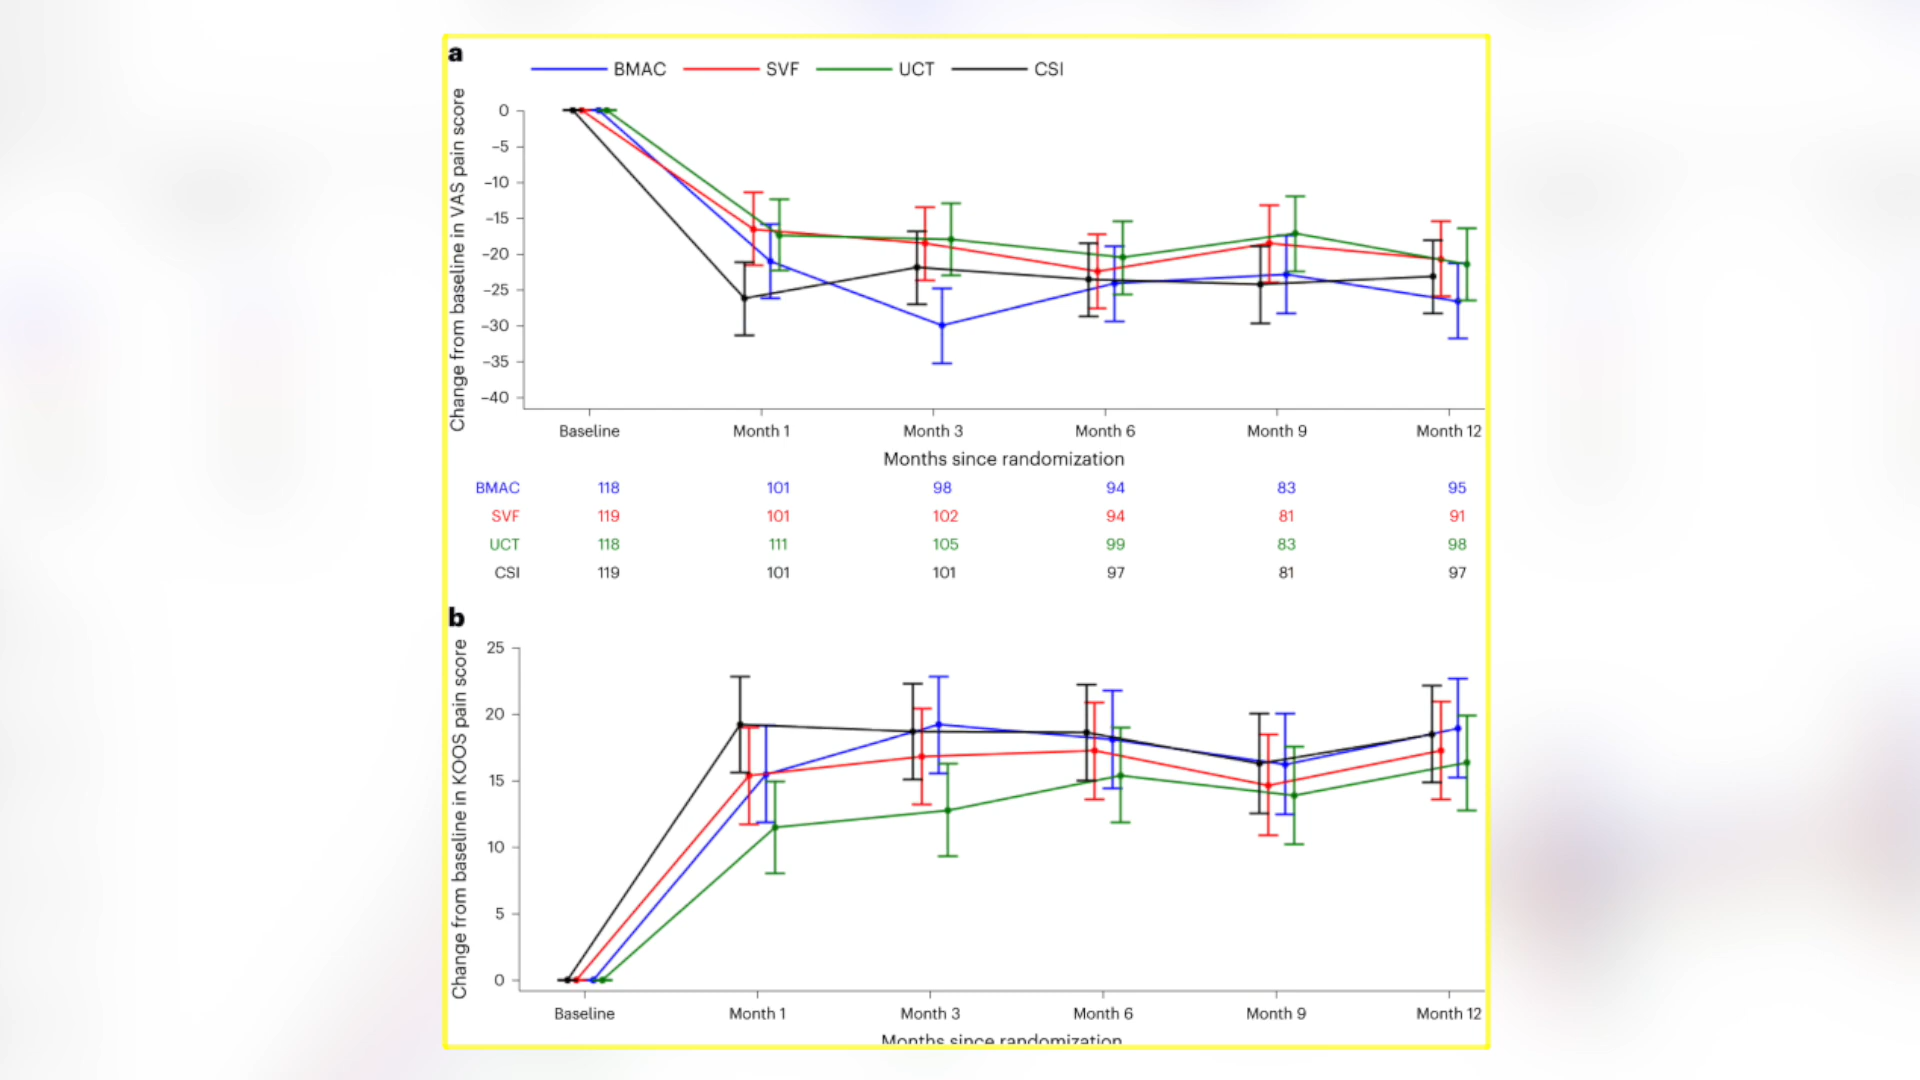 a
BMAC SVF UCT CSI
Change from baseline in VAS pain score
0
−5
−10
−15
−20
−25
−30
−35
−40
Baseline Month 1 Month 3 Month 6 Month 9 Month 12
Months since randomization
BMAC 118 101 98 94 83 95
SVF 119 101 102 94 81 91
UCT 118 111 105 99 83 98
CSI 119 101 101 97 81 97
b
Change from baseline in KOOS pain score
25
20
15
10
5
0
Baseline Month 1 Month 3 Month 6 Month 9 Month 12
Months since randomization